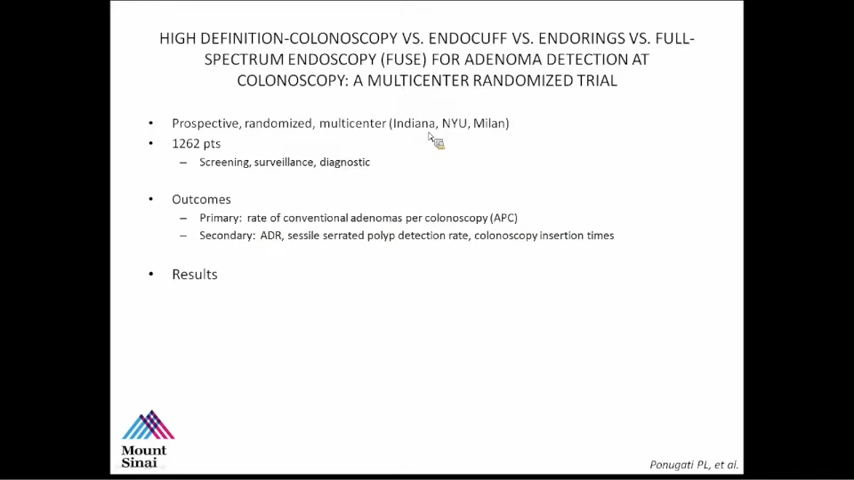 HIGH DEFINITION-COLONOSCOPY VS. ENDOCUFF VS. ENDORINGS VS. FULL-
SPECTRUM ENDOSCOPY (FUSE) FOR ADENOMA DETECTION AT
COLONOSCOPY: A MULTICENTER RANDOMIZED TRIAL
• Prospective, randomized, multicenter (Indiana, NYU, Milan)
• 1262 pts
– Screening, surveillance, diagnostic
• Outcomes
– Primary: rate of conventional adenomas per colonoscopy (APC)
– Secondary: ADR, sessile serrated polyp detection rate, colonoscopy insertion times
• Results
Mount
Sinai
Ponugati PL, et al.